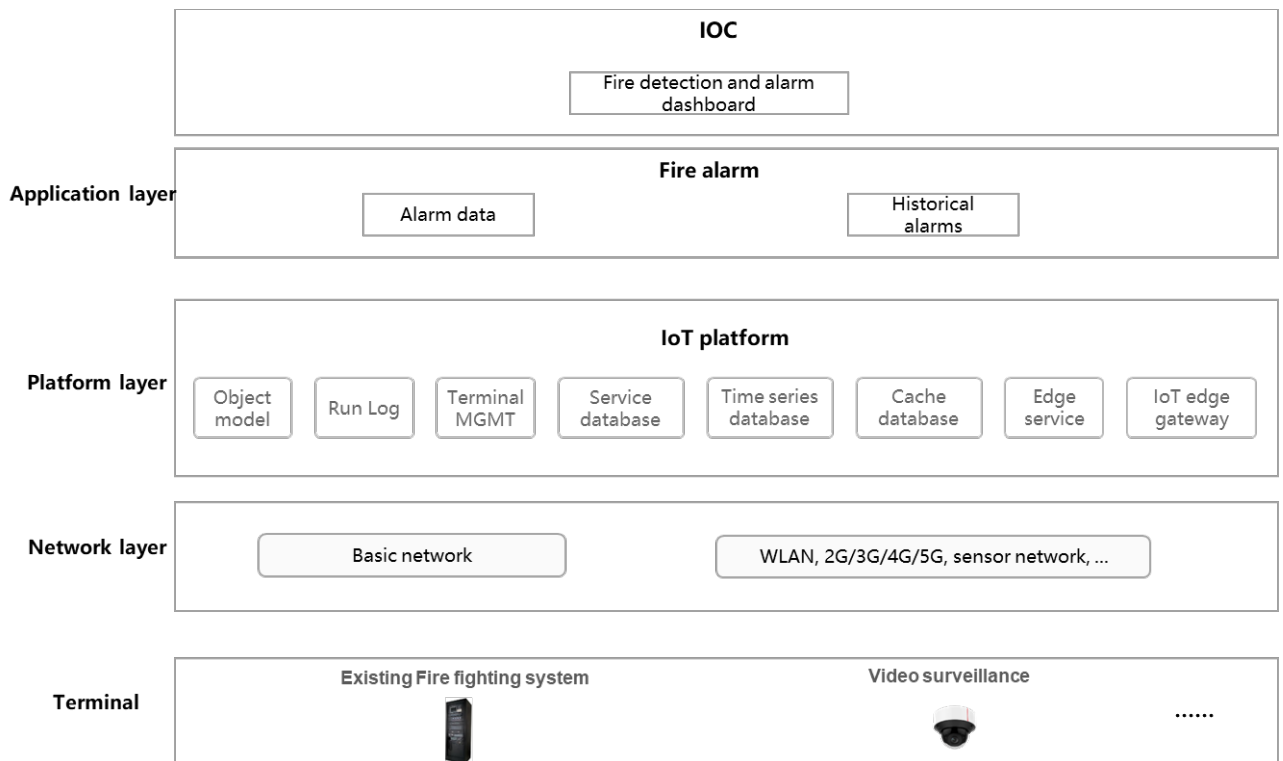 IOC
Fire detection and alarm
dashboard
Application layer
Fire alarm
Alarm data
Historical
alarms
Platform layer
IoT platform
Object
model
Run Log
Terminal
MGMT
Service
database
Time series
database
Cache
database
Edge
service
IoT edge
gateway
Network layer
Basic network
WLAN, 2G/3G/4G/5G, sensor network, ...
Terminal
Existing Fire fighting system
Video surveillance
......